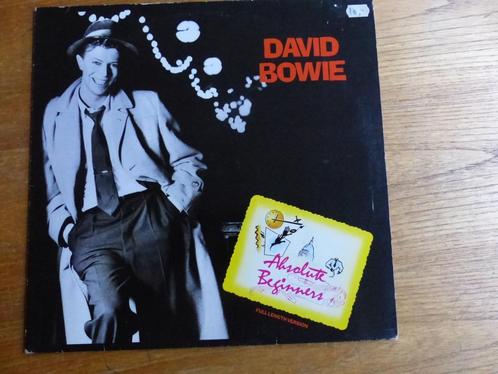 DAVID
BOWIE
Absolute
Beginners
FULL LENGTH VERSION